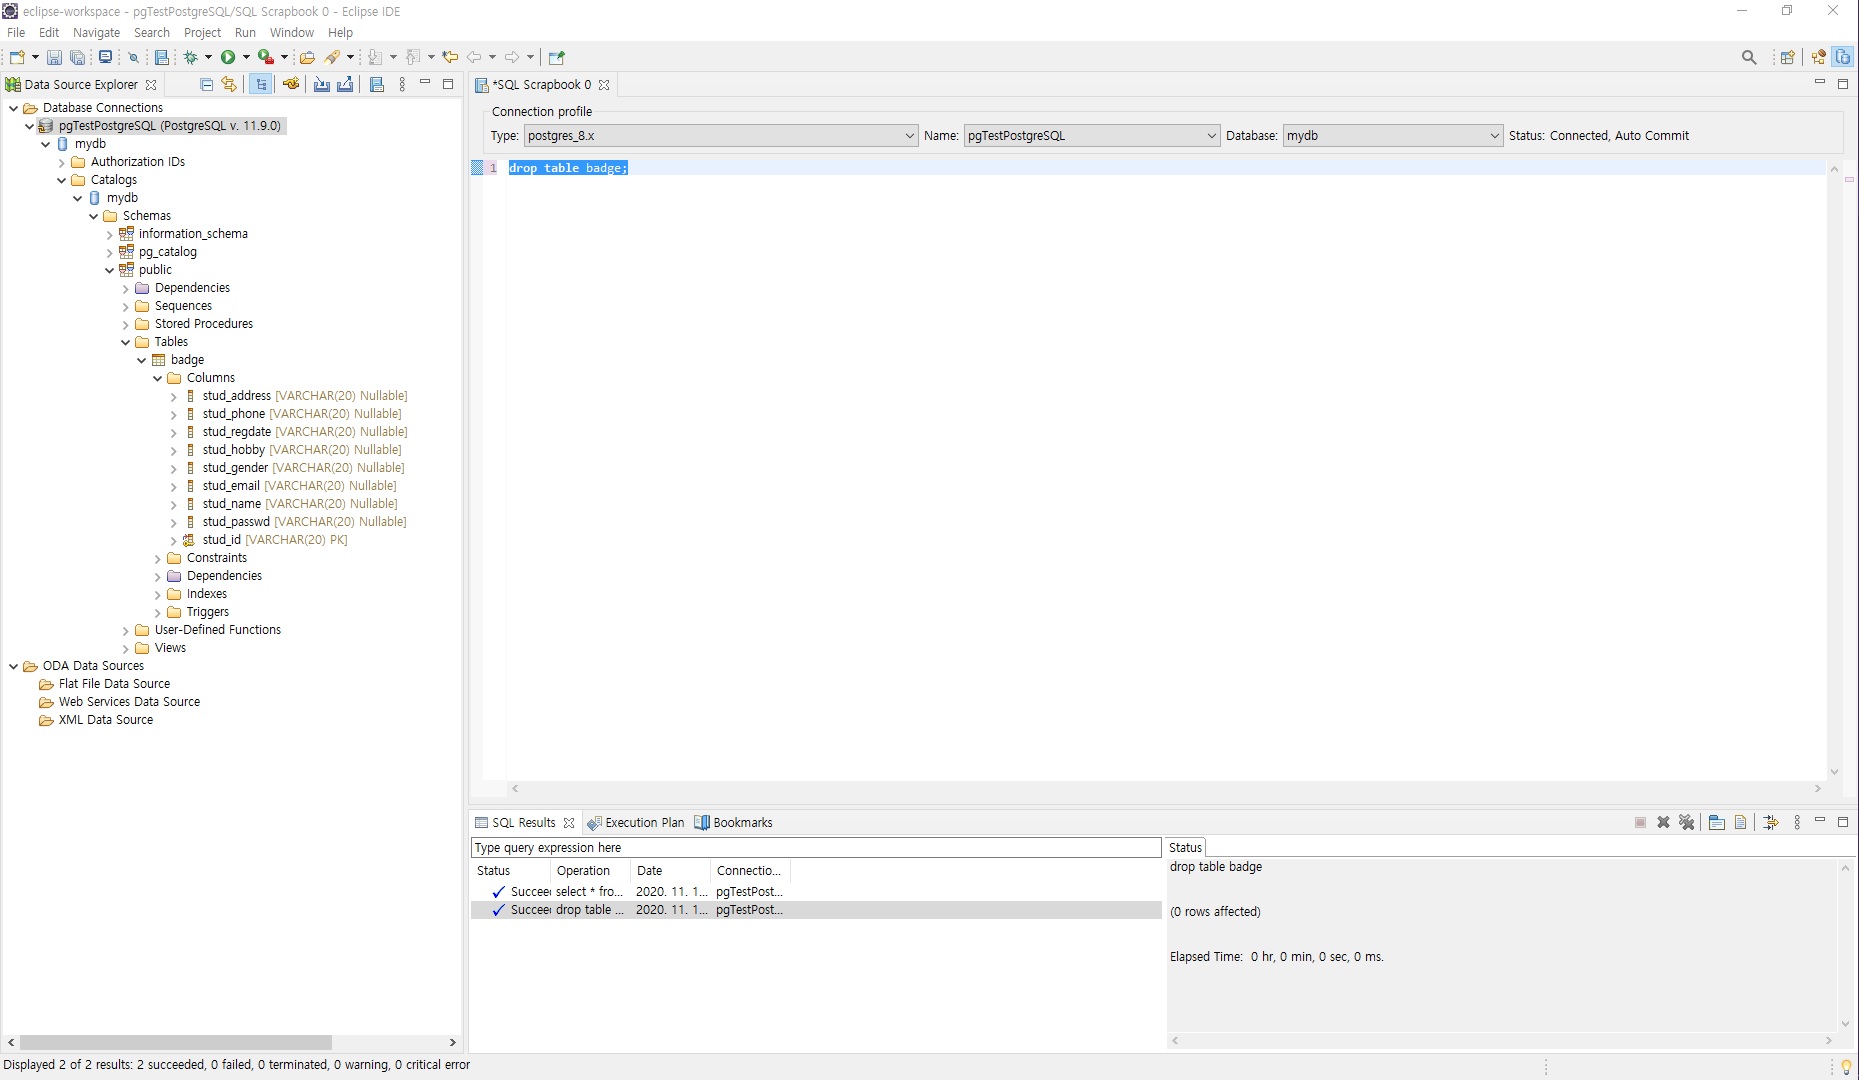 eclipse-workspace - pgTestPostgreSQL/SQL Scrapbook 0 - Eclipse IDE
File Edit Navigate Search Project Run Window Help
Data Source Explorer
Database Connections
pgTestPostgreSQL (PostgreSQL v. 11.9.0)
mydb
Authorization IDs
Catalogs
mydb
Schemas
information_schema
pg_catalog
public
Dependencies
Sequences
Stored Procedures
Tables
badge
Columns
stud_address [VARCHAR(20) Nullable]
stud_phone [VARCHAR(20) Nullable]
stud_regdate [VARCHAR(20) Nullable]
stud_hobby [VARCHAR(20) Nullable]
stud_gender [VARCHAR(20) Nullable]
stud_email [VARCHAR(20) Nullable]
stud_name [VARCHAR(20) Nullable]
stud_passwd [VARCHAR(20) Nullable]
stud_id [VARCHAR(20) PK]
Constraints
Dependencies
Indexes
Triggers
User-Defined Functions
Views
ODA Data Sources
Flat File Data Source
Web Services Data Source
XML Data Source
*SQL Scrapbook 0
Connection profile
Type: postgres_8.x Name: pgTestPostgreSQL Database: mydb Status: Connected, Auto Commit
1 drop table badge;
SQL Results Execution Plan Bookmarks
Type query expression here
Status Operation Date Connectio...
Succee select * fro... 2020. 11. 1... pgTestPost...
Succee drop table ... 2020. 11. 1... pgTestPost...
Status
drop table badge
(0 rows affected)
Elapsed Time: 0 hr, 0 min, 0 sec, 0 ms.
Displayed 2 of 2 results: 2 succeeded, 0 failed, 0 terminated, 0 warning, 0 critical error